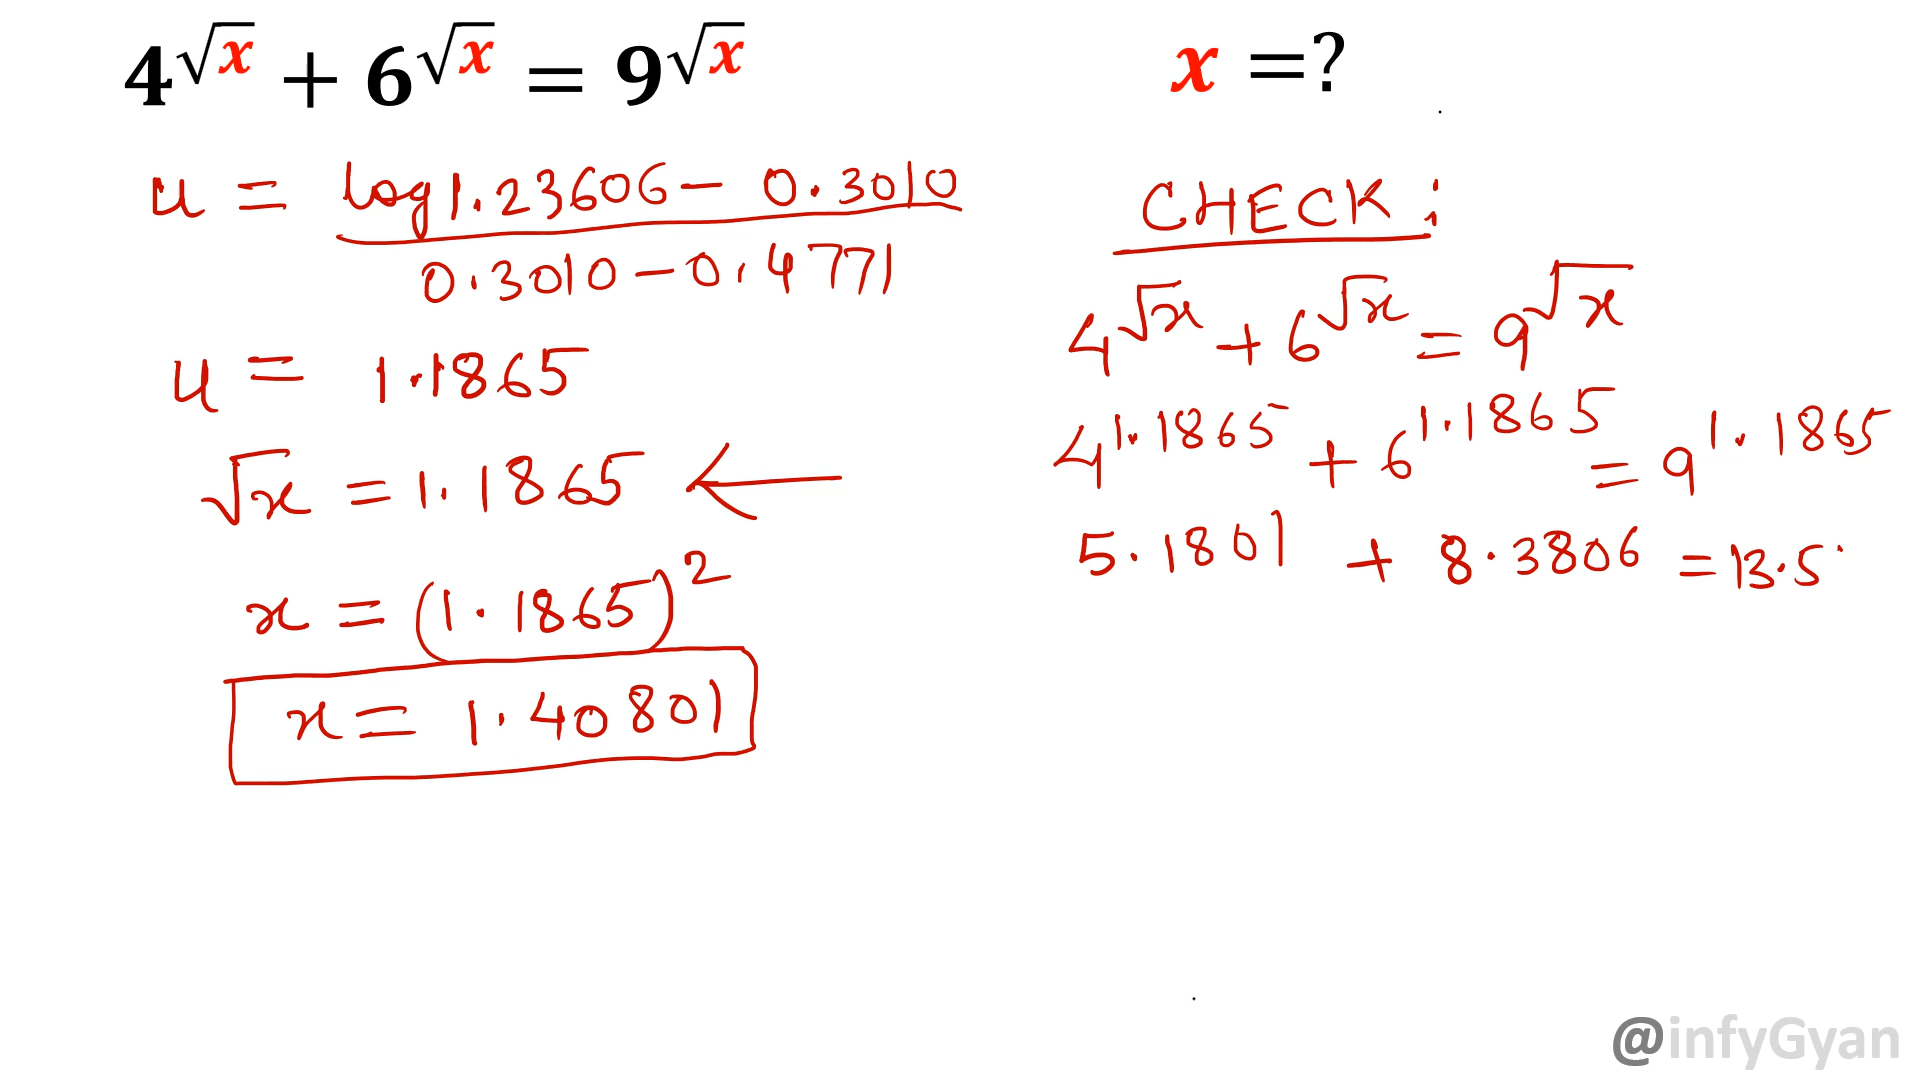 4^√x + 6^√x = 9^√x
x =?
u = log 1.23606 - 0.3010 / 0.3010 - 0.4771
u = 1.1865
√x = 1.1865 ←
x = (1.1865)^2
x = 1.40801
CHECK :
4^√x + 6^√x = 9^√x
4^1.1865 + 6^1.1865 = 9^1.1865
5.1801 + 8.3806 = 13.5
@infyGyan